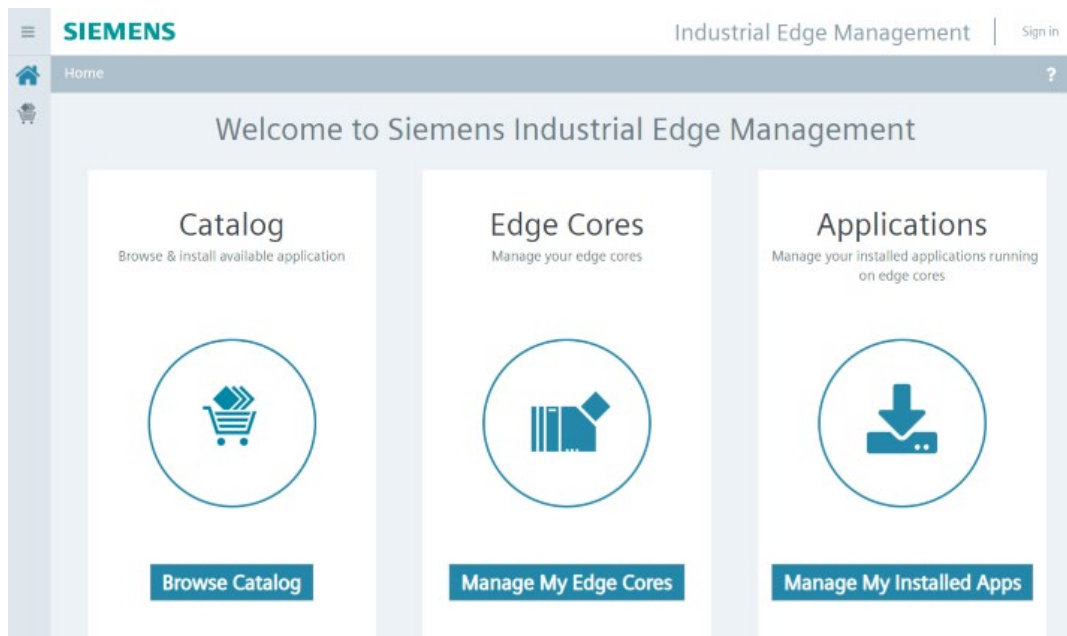 SIEMENS
Industrial Edge Management
Sign in
Home
?
Welcome to Siemens Industrial Edge Management
Catalog
Browse & install available application
Browse Catalog
Edge Cores
Manage your edge cores
Manage My Edge Cores
Applications
Manage your installed applications running
on edge cores
Manage My Installed Apps